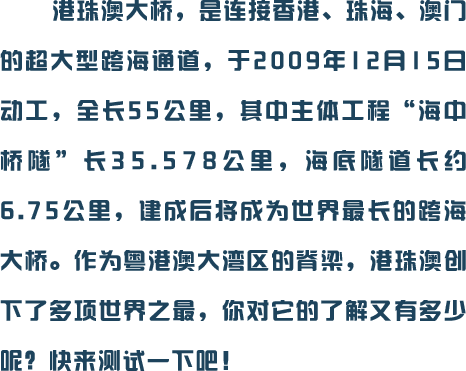 港珠澳大桥，是连接香港、珠海、澳门
的超大型跨海通道，于2009年12月15日
动工，全长55公里，其中主体工程“海中
桥隧”长35.578公里，海底隧道长约
6.75公里，建成后将成为世界最长的跨海
大桥。作为粤港澳大湾区的脊梁，港珠澳创
下了多项世界之最，你对它的了解又有多少
呢？快来测试一下吧！